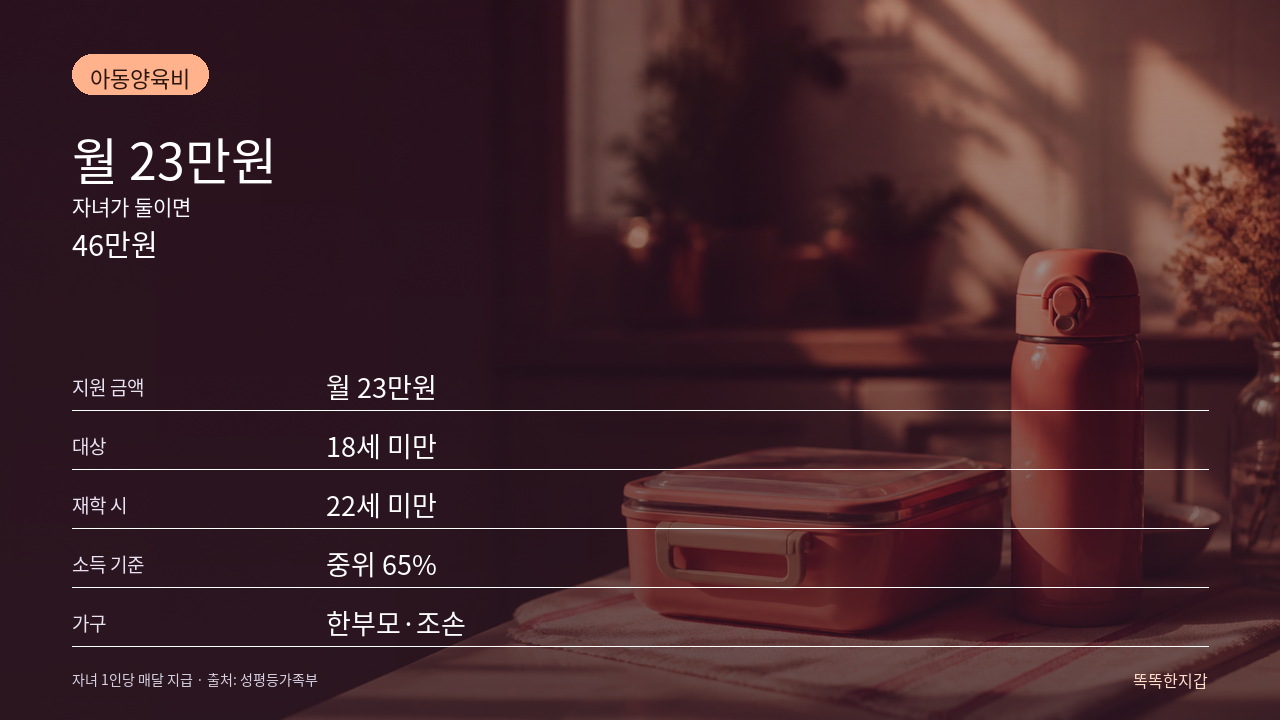 아동양육비
월 23만원
자녀가 둘이면
46만원
지원 금액 월 23만원
대상 18세 미만
재학 시 22세 미만
소득 기준 중위 65%
가구 한부모·조손
자녀 1인당 매달 지급 · 출처: 성평등가족부
똑똑한지갑